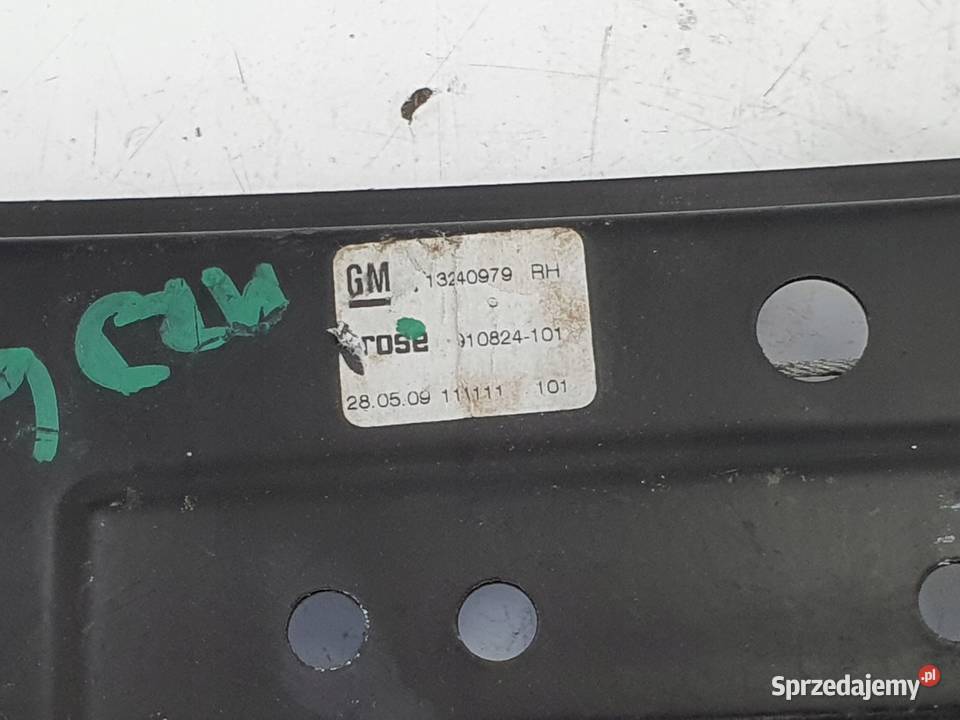 GM 13240979 RH
rose 910824-101
28.05.09 111111 101
Sprzedajemy.pl